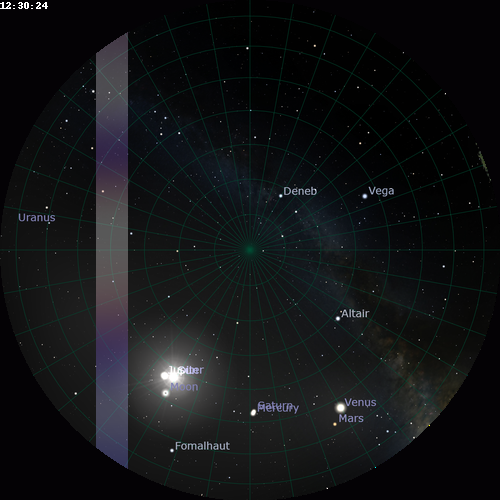 12:30:24
Deneb
Vega
Uranus
Altair
Moon
Saturn
Mercury
Venus
Mars
Fomalhaut